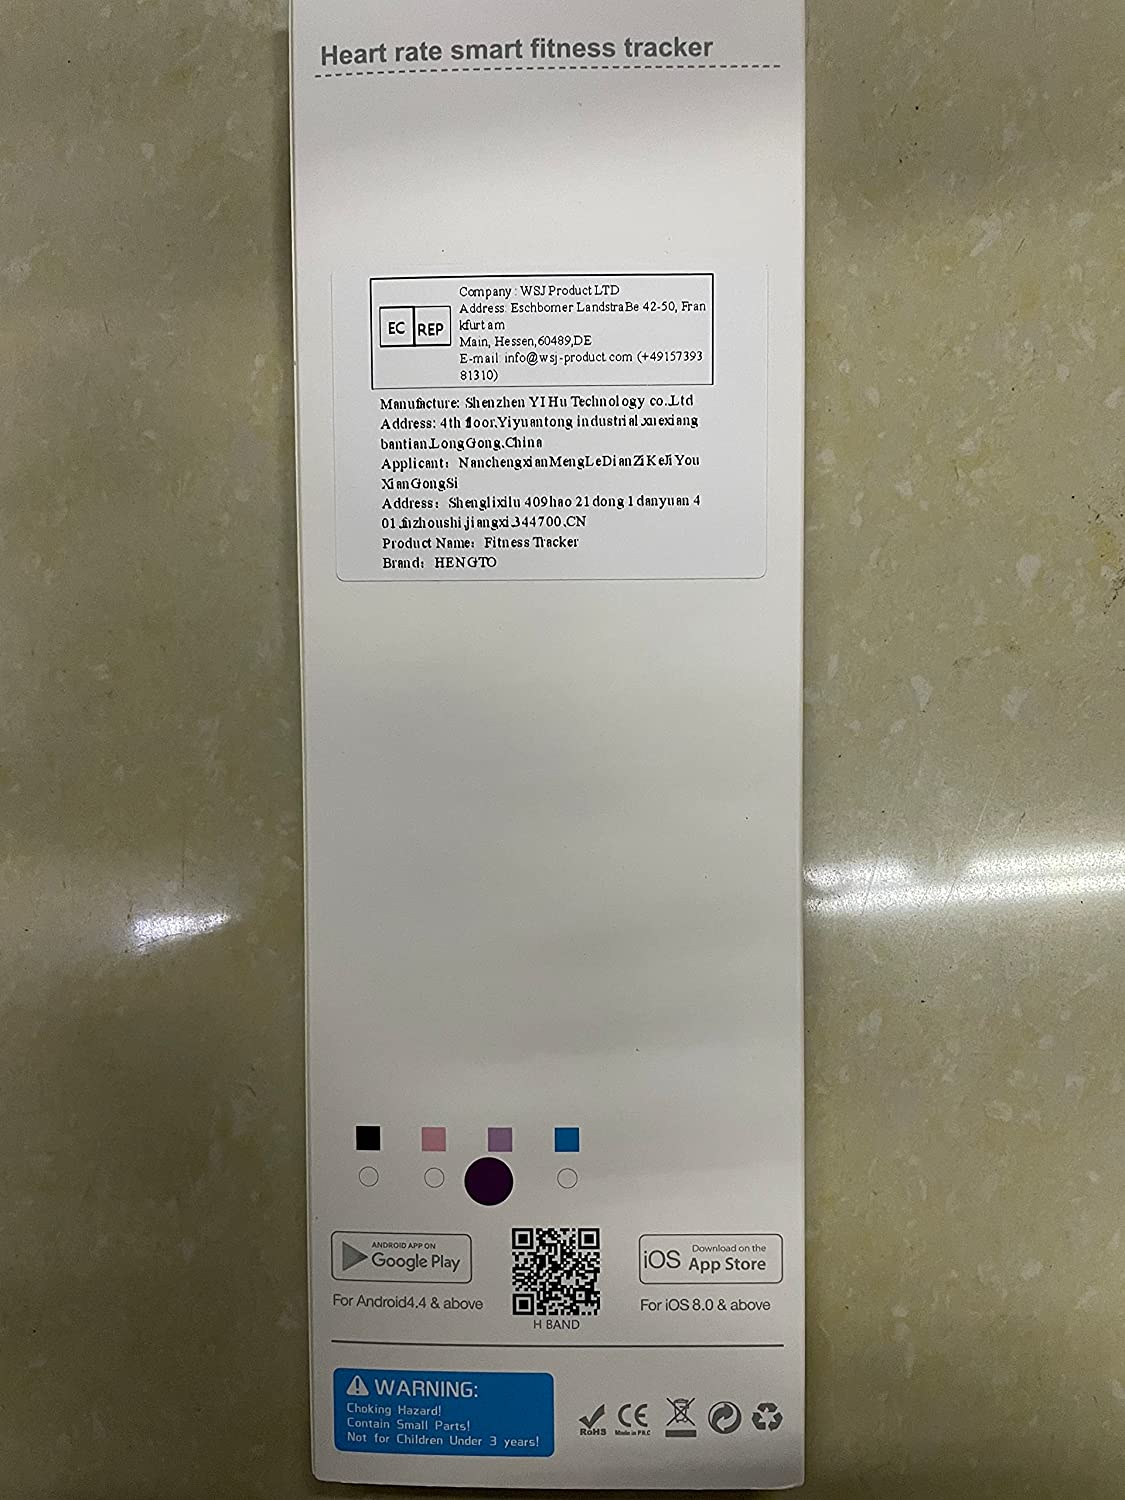 Heart rate smart fitness tracker
EC REP
Company : WSJ Product LTD
Address: Eschborner LandstraBe 42-50, Fran
kfurt am
Main, Hessen,60489,DE
E-mail: info@wsj-product.com (+49157393
81310)
Manufacture: Shenzhen YI Hu Technology co.,Ltd
Address: 4th floor,Yiyuantong industrial,xuexiang
bantian,LongGong,China
Applicant: NanchengxianMengLeDianZiKeJiYou
XianGongSi
Address: Shenglixilu 409hao 21dong 1danyuan 4
01,fuzhoushi,jiangxi,344700,CN
Product Name: Fitness Tracker
Brand: HENGTO
ANDROID APP ON
Google Play
For Android4.4 & above
H BAND
iOS
Download on the
App Store
For iOS 8.0 & above
WARNING:
Choking Hazard!
Contain Small Parts!
Not for Children Under 3 years!
RoHS
CE
Made in P.R.C